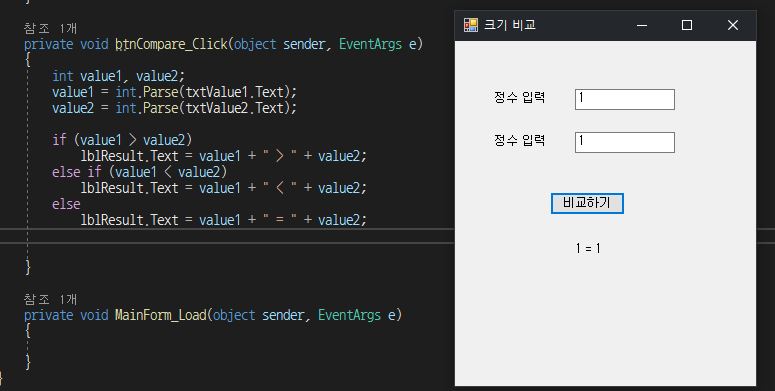 }
참조 1개
private void btnCompare_Click(object sender, EventArgs e)
{
int value1, value2;
value1 = int.Parse(txtValue1.Text);
value2 = int.Parse(txtValue2.Text);
if (value1 > value2)
lblResult.Text = value1 + " > " + value2;
else if (value1 < value2)
lblResult.Text = value1 + " < " + value2;
else
lblResult.Text = value1 + " = " + value2;
}
참조 1개
private void MainForm_Load(object sender, EventArgs e)
{
}
}
크기 비교
정수 입력 1
정수 입력 1
비교하기
1 = 1